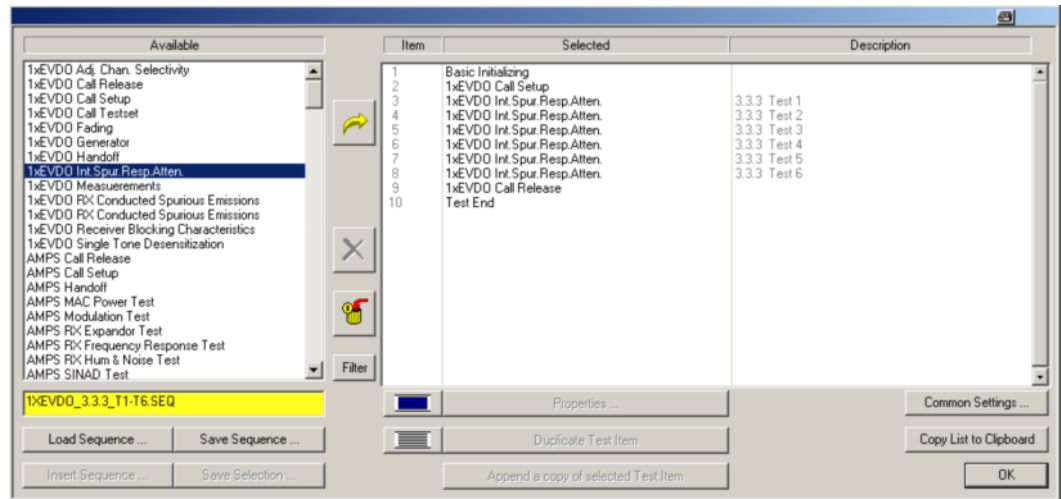 Available
1xEVDO Adj. Chan. Selectivity
1xEVDO Call Release
1xEVDO Call Setup
1xEVDO Call Testset
1xEVDO Fading
1xEVDO Generator
1xEVDO Handoff
1xEVDO Int.Spur.Resp.Atten.
1xEVDO Measuerements
1xEVDO RX Conducted Spurious Emissions
1xEVDO RX Conducted Spurious Emissions
1xEVDO Receiver Blocking Characteristics
1xEVDO Single Tone Desensitization
AMPS Call Release
AMPS Call Setup
AMPS Handoff
AMPS MAC Power Test
AMPS Modulation Test
AMPS RX Expandor Test
AMPS RX Frequency Response Test
AMPS RX Hum & Noise Test
AMPS SINAD Test
1XEVDO_3.3.3_T1-T6.SEQ
Load Sequence ... Save Sequence ...
Insert Sequence ... Save Selection ...
Filter
Item Selected Description
1 Basic Initializing
2 1xEVDO Call Setup
3 1xEVDO Int.Spur.Resp.Atten. 3.3.3 Test 1
4 1xEVDO Int.Spur.Resp.Atten. 3.3.3 Test 2
5 1xEVDO Int.Spur.Resp.Atten. 3.3.3 Test 3
6 1xEVDO Int.Spur.Resp.Atten. 3.3.3 Test 4
7 1xEVDO Int.Spur.Resp.Atten. 3.3.3 Test 5
8 1xEVDO Int.Spur.Resp.Atten. 3.3.3 Test 6
9 1xEVDO Call Release
10 Test End
Properties ... Common Settings ...
Duplicate Test Item Copy List to Clipboard
Append a copy of selected Test Item OK